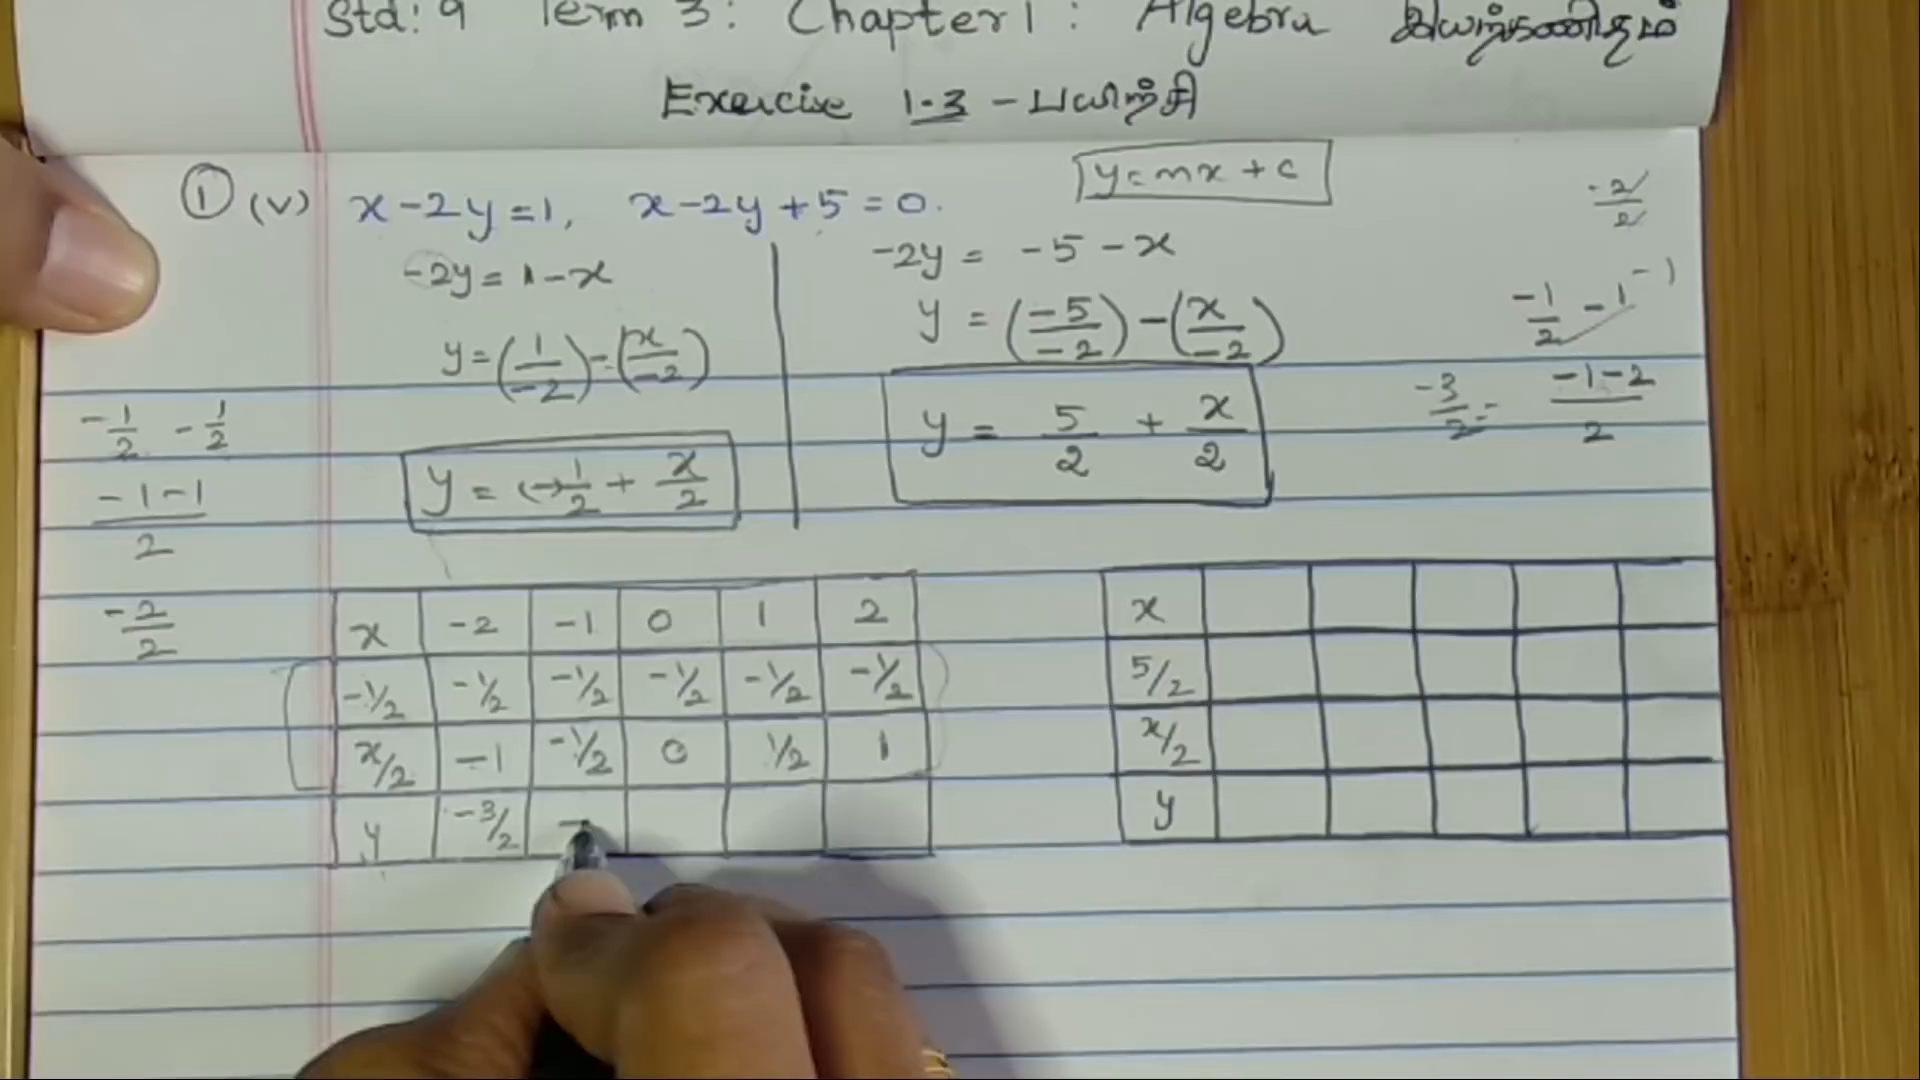 Std: 9 Term 3: Chapter 1: Algebra இயற்கணிதம்
Exercise 1.3 - பயிற்சி
① (v) x - 2y = 1, x - 2y + 5 = 0.
y = mx + c
-2y = 1 - x
y = (1/-2) - (x/-2)
y = (-) 1/2 + x/2
-2y = -5 - x
y = (-5/-2) - (x/-2)
y = 5/2 + x/2
-2/2
-1/2 - 1 -1
-3/2 = -1-2/2
-1/2 -1/2
-1-1/2
-2/2
x -2 -1 0 1 2
-1/2 -1/2 -1/2 -1/2 -1/2 -1/2
x/2 -1 -1/2 0 1/2 1
y -3/2 -
x
5/2
x/2
y